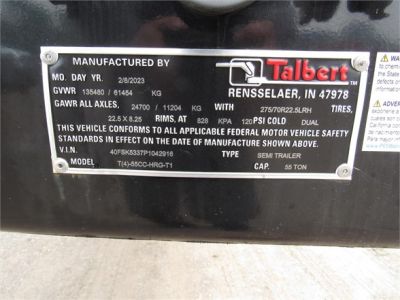 MANUFACTURED BY Talbert™
MO. DAY YR. 2/8/2023 RENSSELAER, IN 47978
GVWR 135480 / 61454 KG
GAWR ALL AXLES. 24700 / 11204 KG WITH 275/70R22.5LRH TIRES,
22.5 X 8.25 RIMS, AT 828 KPA 120 PSI COLD DUAL
THIS VEHICLE CONFORMS TO ALL APPLICABLE FEDERAL MOTOR VEHICLE SAFETY
STANDARDS IN EFFECT ON THE DATE OF MANUFACTURE SHOWN ABOVE.
V.I.N. 40FSK5337P1042916 TYPE SEMI TRAILER
MODEL T(4)-55CC-HRG-T1 CAP. 55 TON